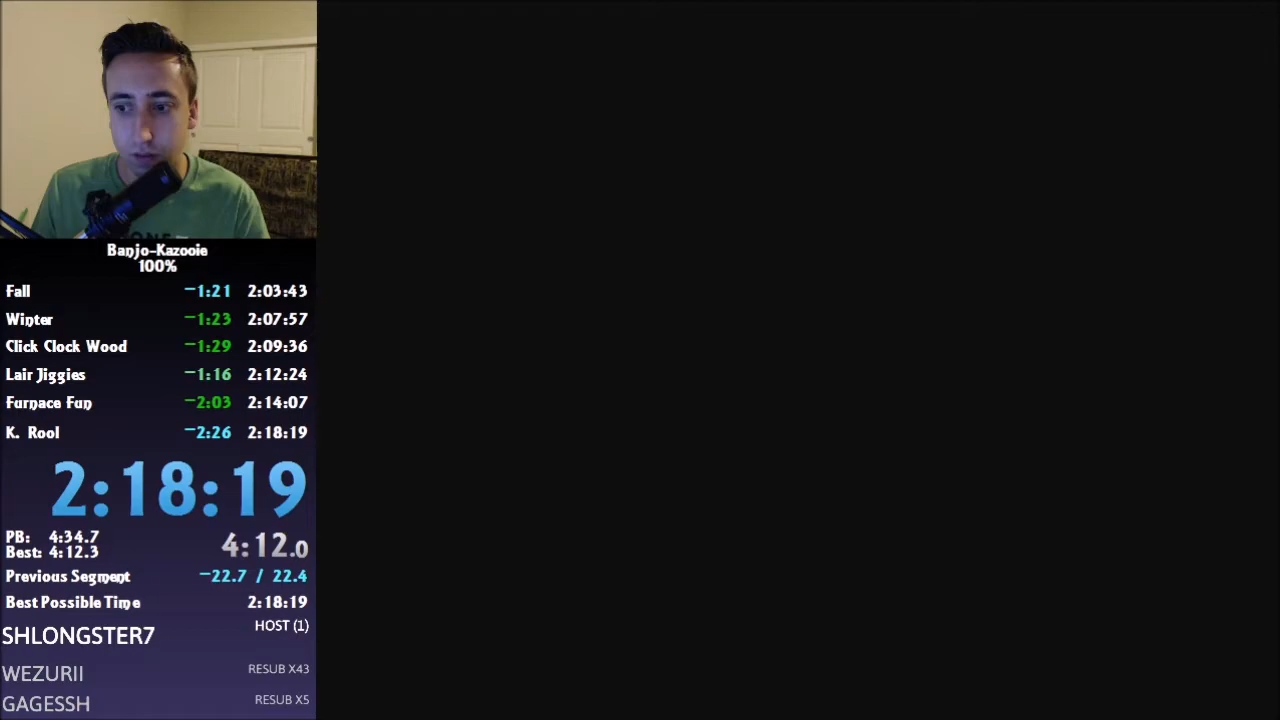 Banjo-Kazooie
100%
Fall −1:21 2:03:43
Winter −1:23 2:07:57
Click Clock Wood −1:29 2:09:36
Lair Jiggies −1:16 2:12:24
Furnace Fun −2:03 2:14:07
K. Rool −2:26 2:18:19
2:18:19
PB: 4:34.7
Best: 4:12.3
4:12.0
Previous Segment −22.7 / 22.4
Best Possible Time 2:18:19
SHLONGSTER7 HOST (1)
WEZURII RESUB X43
GAGESSH RESUB X5